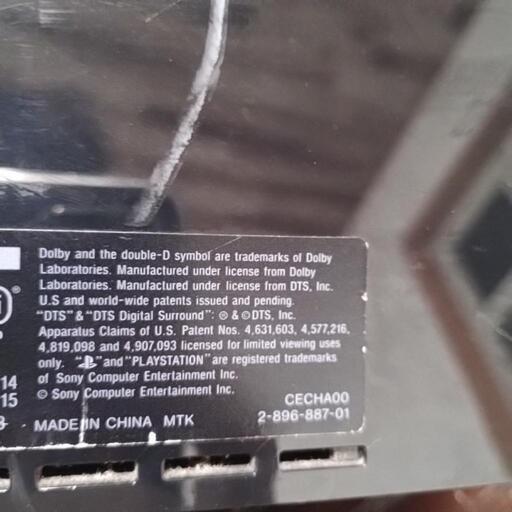 Dolby and the double-D symbol are trademarks of Dolby
Laboratories. Manufactured under license from Dolby
Laboratories. Manufactured under license from DTS, Inc.
U.S and world-wide patents issued and pending.
"DTS" & "DTS Digital Surround": ® & ©DTS, Inc.
Apparatus Claims of U.S. Patent Nos. 4,631,603, 4,577,216,
4,819,098 and 4,907,093 licensed for limited viewing uses
only. " " and "PLAYSTATION" are registered trademarks
14 of Sony Computer Entertainment Inc.
15 © Sony Computer Entertainment Inc.
CECHA00
MADE IN CHINA MTK 2-896-887-01